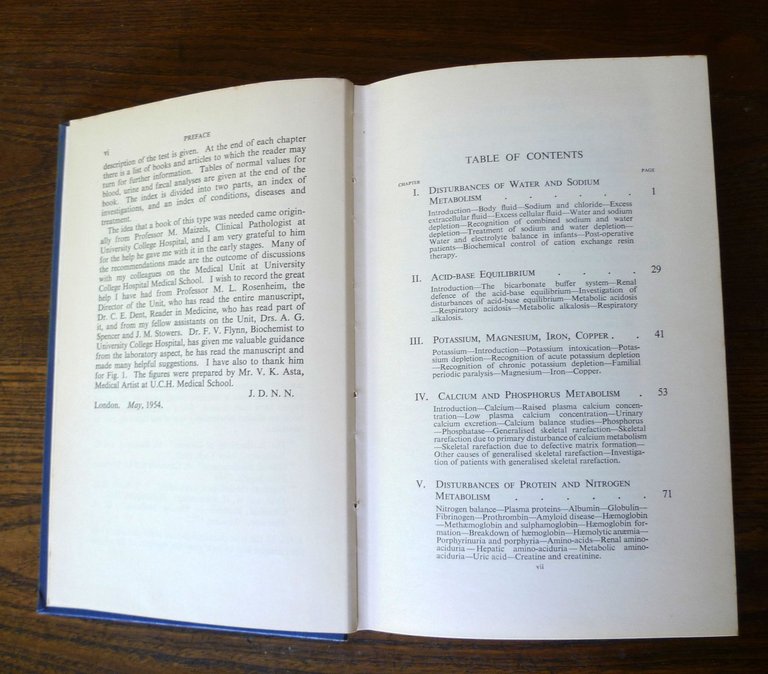 vi
PREFACE
description of the test is given. At the end of each chapter
there is a list of books and articles to which the reader may
turn for further information. Tables of normal values for
blood, urine and fæcal analyses are given at the end of the
book. The index is divided into two parts, an index of
investigations, and an index of conditions, diseases and
treatment.
The idea that a book of this type was needed came origin-
ally from Professor M. Maizels, Clinical Pathologist at
University College Hospital, and I am very grateful to him
for the help he gave me with it in the early stages. Many of
the recommendations made are the outcome of discussions
with my colleagues on the Medical Unit at University
College Hospital Medical School. I wish to record the great
help I have had from Professor M. L. Rosenheim, the
Director of the Unit, who has read the entire manuscript,
Dr. C. E. Dent, Reader in Medicine, who has read part of
it, and from my fellow assistants on the Unit, Drs. A. G.
Spencer and J. M. Stowers. Dr. F. V. Flynn, Biochemist to
University College Hospital, has given me valuable guidance
from the laboratory aspect, he has read the manuscript and
made many helpful suggestions. I have also to thank him
for Fig. 1. The figures were prepared by Mr. V. K. Asta,
Medical Artist at U.C.H. Medical School.
J. D. N. N.
London. May, 1954.
TABLE OF CONTENTS
CHAPTER PAGE
I. DISTURBANCES OF WATER AND SODIUM
METABOLISM . . . . . . 1
Introduction—Body fluid—Sodium and chloride—Excess
extracellular fluid—Excess cellular fluid—Water and sodium
depletion—Recognition of combined sodium and water
depletion—Treatment of sodium and water depletion—
Water and electrolyte balance in infants—Post-operative
patients—Biochemical control of cation exchange resin
therapy.
II. ACID-BASE EQUILIBRIUM . . . . 29
Introduction—The bicarbonate buffer system—Renal
defence of the acid-base equilibrium—Investigation of
disturbances of acid-base equilibrium—Metabolic acidosis
—Respiratory acidosis—Metabolic alkalosis—Respiratory
alkalosis.
III. POTASSIUM, MAGNESIUM, IRON, COPPER . . 41
Potassium—Introduction—Potassium intoxication—Potas-
sium depletion—Recognition of acute potassium depletion
—Recognition of chronic potassium depletion—Familial
periodic paralysis—Magnesium—Iron—Copper.
IV. CALCIUM AND PHOSPHORUS METABOLISM . 53
Introduction—Calcium—Raised plasma calcium concen-
tration—Low plasma calcium concentration—Urinary
calcium excretion—Calcium balance studies—Phosphorus
—Phosphatase—Generalised skeletal rarefaction—Skeletal
rarefaction due to primary disturbance of calcium metabolism
—Skeletal rarefaction due to defective matrix formation—
Other causes of generalised skeletal rarefaction—Investiga-
tion of patients with generalised skeletal rarefaction.
V. DISTURBANCES OF PROTEIN AND NITROGEN
METABOLISM . . . . . . 71
Nitrogen balance—Plasma proteins—Albumin—Globulin—
Fibrinogen—Prothrombin—Amyloid disease—Hæmoglobin
—Methæmoglobin and sulphæmoglobin—Hæmoglobin for-
mation—Breakdown of hæmoglobin—Hæmolytic anæmia—
Porphyrinuria and porphyria—Amino-acids—Renal amino-
aciduria—Hepatic amino-aciduria—Metabolic amino-
aciduria—Uric acid—Creatine and creatinine.
vii